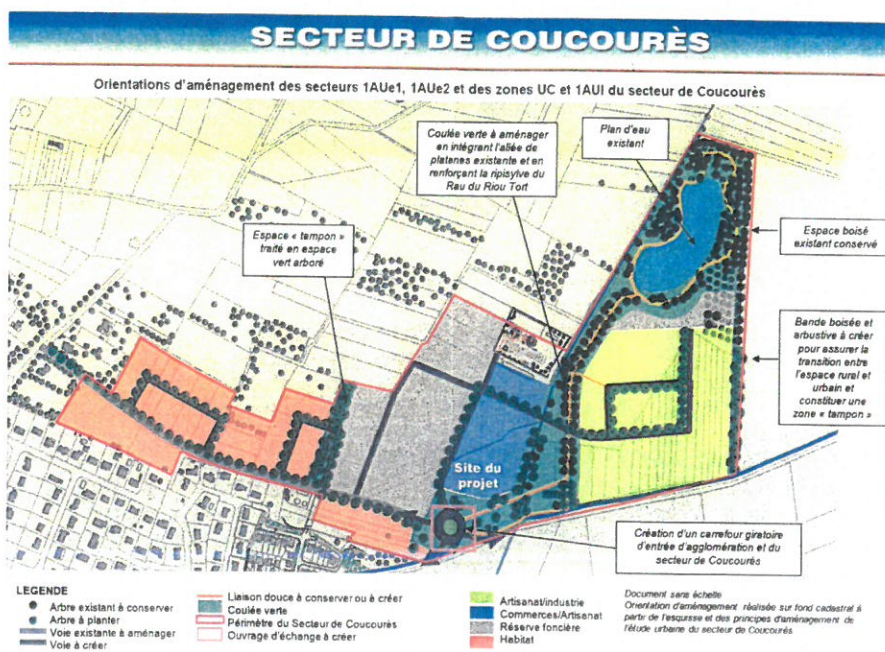 SECTEUR DE COUCOURÈS
Orientations d'aménagement des secteurs 1AUe1, 1AUe2 et des zones UC et 1AUI du secteur de Coucourès
Coulée verte à aménager
en intégrant l'allée de
platanes existante et en
renforçant la ripisylve du
Rau du Riou Tort
Plan d'eau
existant
Espace « tampon »
traité en espace
vert arboré
Espace boisé
existant conservé
Bande boisée et
arbustive à créer
pour assurer la
transition entre
l'espace rural et
urbain et
constituer une
zone « tampon »
Site du
projet
Création d'un carrefour giratoire
d'entrée d'agglomération et du
secteur de Coucourès
LEGENDE
Arbre existant à conserver
Arbre à planter
Voie existante à aménager
Voie à créer
Liaison douce à conserver ou à créer
Coulée verte
Périmètre du Secteur de Coucourès
Ouvrage d'échange à créer
Artisanat/industrie
Commerces/Artisanat
Réserve foncière
Habitat
Document sans échelle
Orientation d'aménagement réalisée sur fond cadastral à
partir de l'esquisse et des principes d'aménagement de
l'étude urbaine du secteur de Coucourès